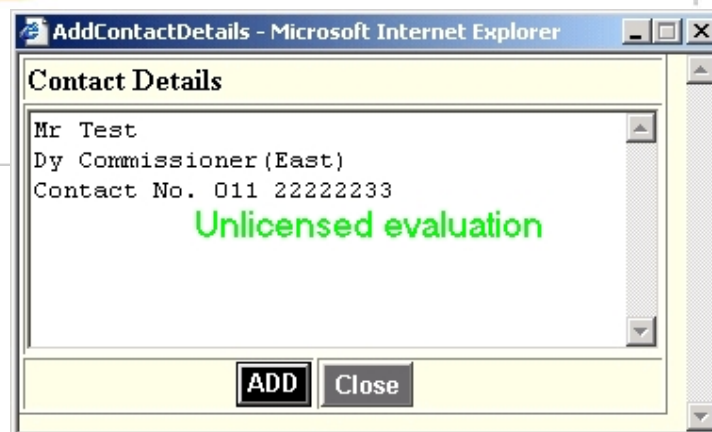 AddContactDetails - Microsoft Internet Explorer
Contact Details
Mr Test
Dy Commissioner(East)
Contact No. 011 22222233
Unlicensed evaluation
ADD Close